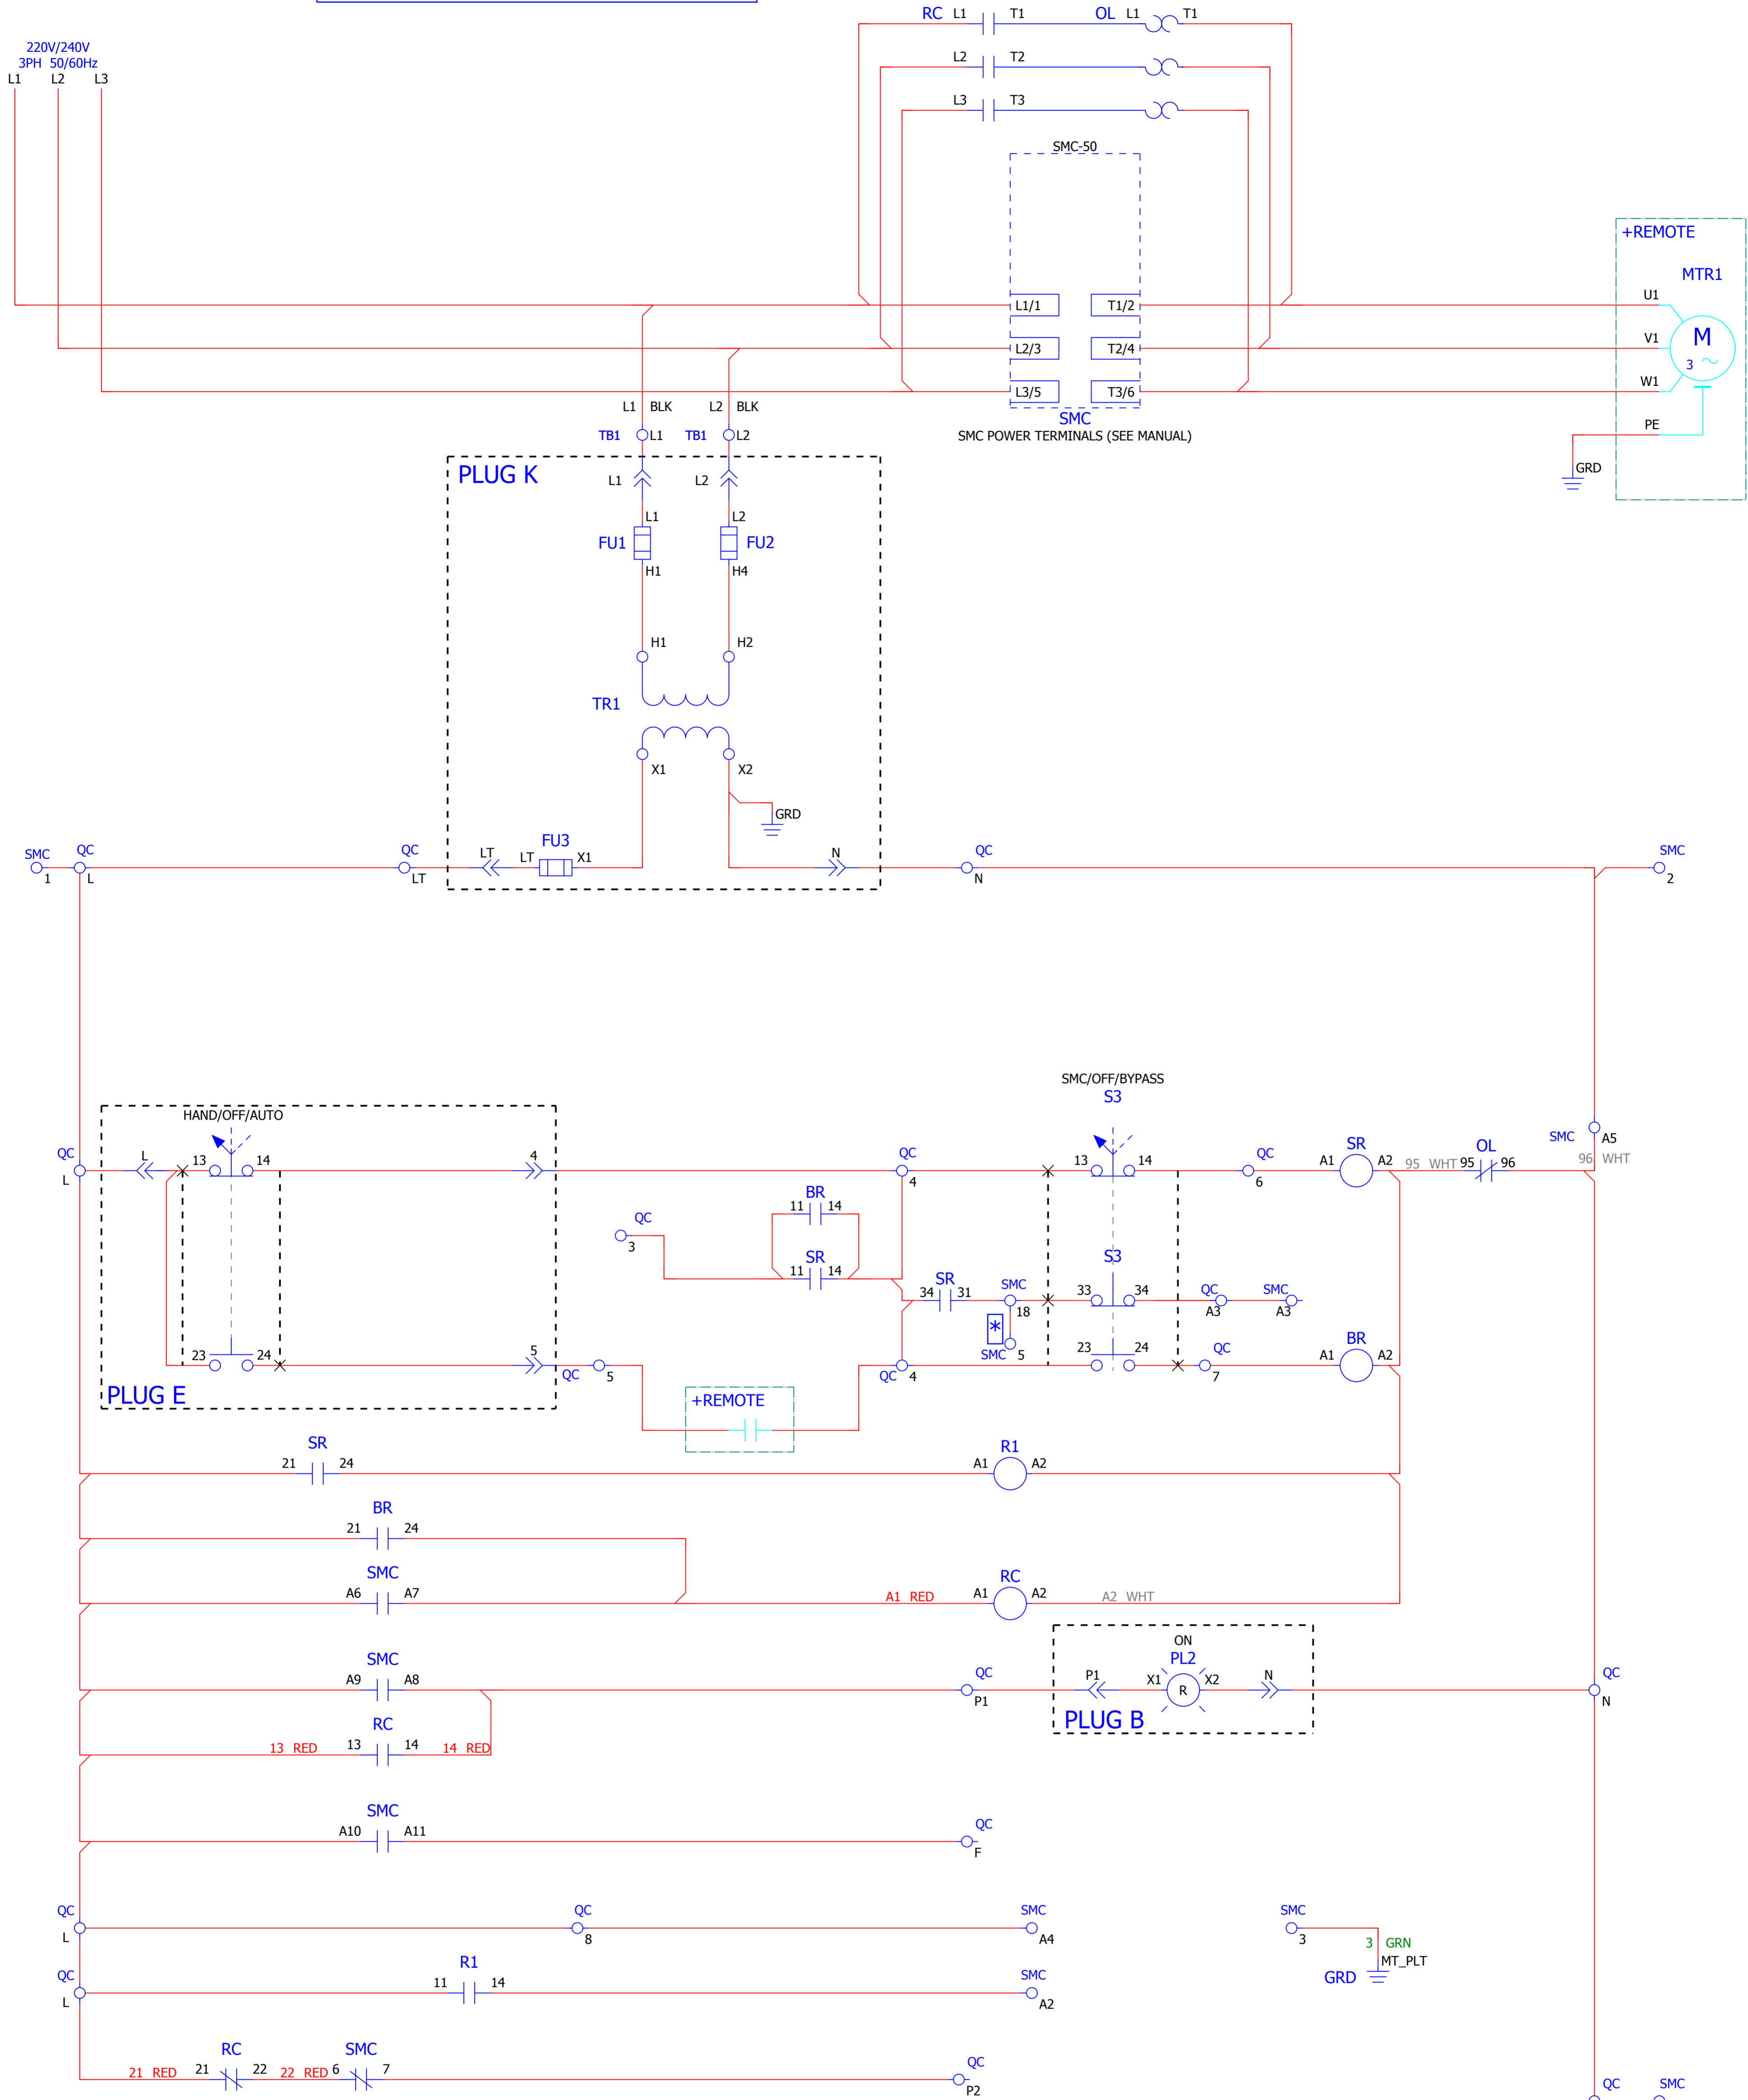 RC L1 T1 OL L1 T1
220V/240V
3PH 50/60Hz
L1 L2 L3
L2 T2
L3 T3
SMC-50
+REMOTE
MTR1
U1
L1/1 T1/2
V1
M
3
L2/3 T2/4
W1
L3/5 T3/6
L1 BLK L2 BLK
SMC
SMC POWER TERMINALS (SEE MANUAL)
PE
TB1 L1 TB1 L2
GRD
PLUG K
L1 L2
L1 L2
FU1 FU2
H1 H4
H1 H2
TR1
X1 X2
GRD
FU3
SMC QC QC LT LT X1 N QC SMC
1 L LT N 2
SMC/OFF/BYPASS
S3
HAND/OFF/AUTO
SMC A5
QC L 13 14 4 QC 13 14 QC SR OL
A1 A2 95 WHT 95 96 96 WHT
L 4 6
BR
11 14
QC
3
SR
11 14
S3
SR
34 31 SMC 33 34 QC SMC
18 A3 A3
*
SMC 5
23 24 5 23 24 QC BR
A1 A2
QC 5 QC 4 7
PLUG E
+REMOTE
SR R1
21 24 A1 A2
BR
21 24
SMC RC
A6 A7 A1 RED A1 A2 A2 WHT
ON
SMC PL2
A9 A8 QC P1 X1 R X2 N QC
P1 N
PLUG B
RC
13 RED 13 14 14 RED
SMC
A10 A11 QC
F
QC QC SMC SMC
L 8 A4 3
3 GRN
MT_PLT
GRD
QC R1 SMC
L 11 14 A2
RC SMC
21 RED 21 22 22 RED 6 7 QC
P2
QC SMC